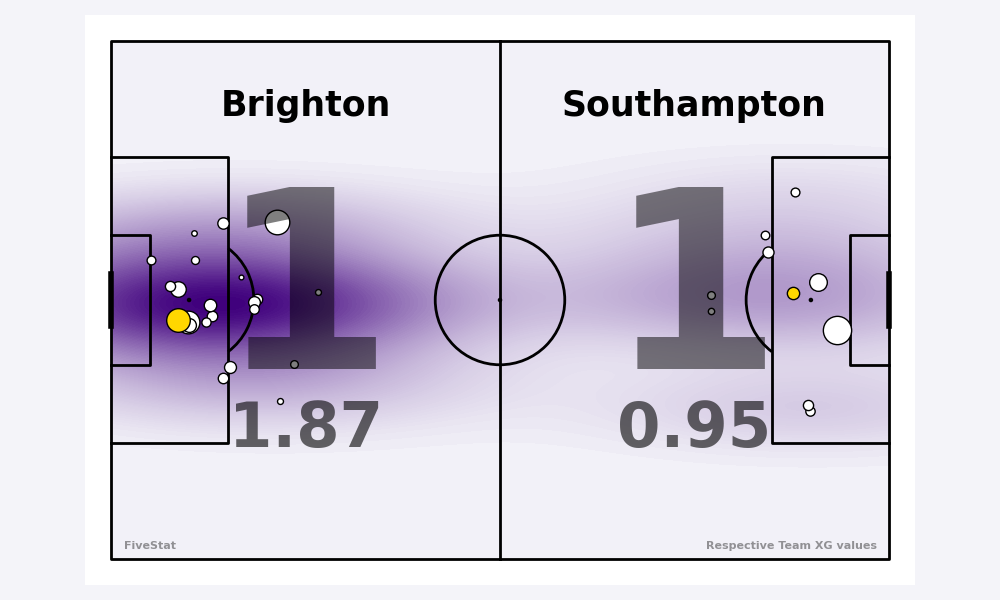 Brighton
Southampton
1
1
1.87
0.95
FiveStat
Respective Team XG values